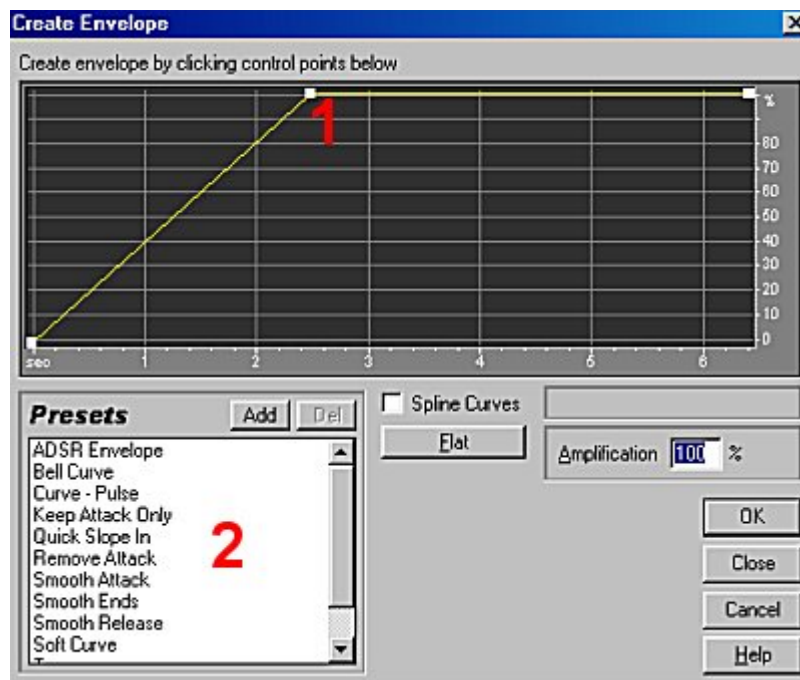 Create Envelope
Create envelope by clicking control points below
1
%
80
70
60
50
40
30
20
10
0
sec 1 2 3 4 5 6
Presets Add Del
ADSR Envelope
Bell Curve
Curve - Pulse
Keep Attack Only
Quick Slope In
Remove Attack
Smooth Attack
Smooth Ends
Smooth Release
Soft Curve
2
Spline Curves
Flat
Amplification 100 %
OK
Close
Cancel
Help